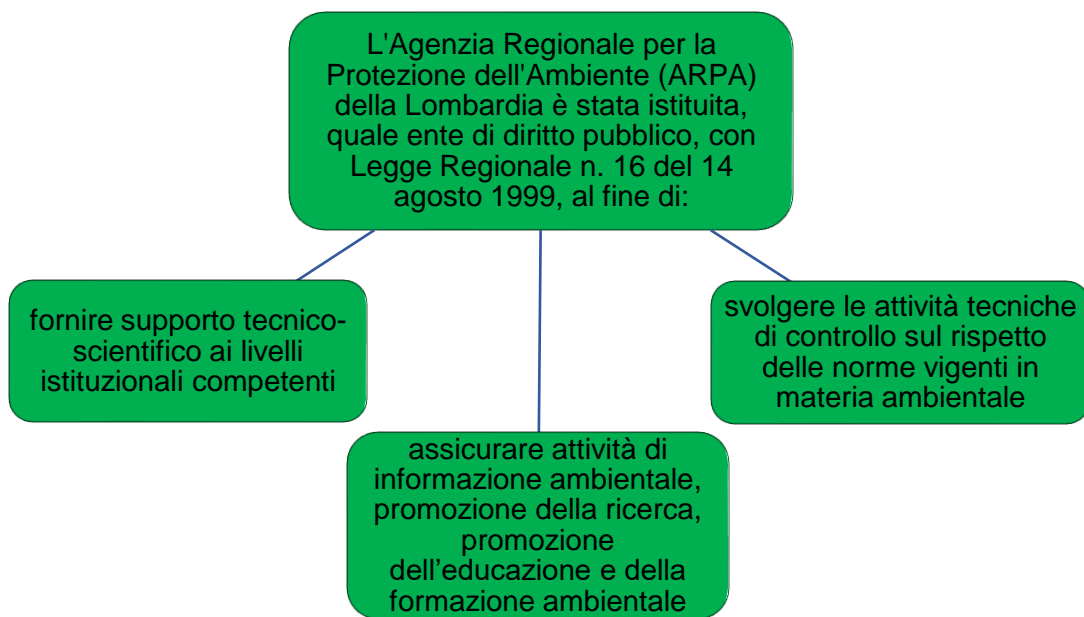 L'Agenzia Regionale per la
Protezione dell'Ambiente (ARPA)
della Lombardia è stata istituita,
quale ente di diritto pubblico, con
Legge Regionale n. 16 del 14
agosto 1999, al fine di:
fornire supporto tecnico-
scientifico ai livelli
istituzionali competenti
assicurare attività di
informazione ambientale,
promozione della ricerca,
promozione
dell’educazione e della
formazione ambientale
svolgere le attività tecniche
di controllo sul rispetto
delle norme vigenti in
materia ambientale